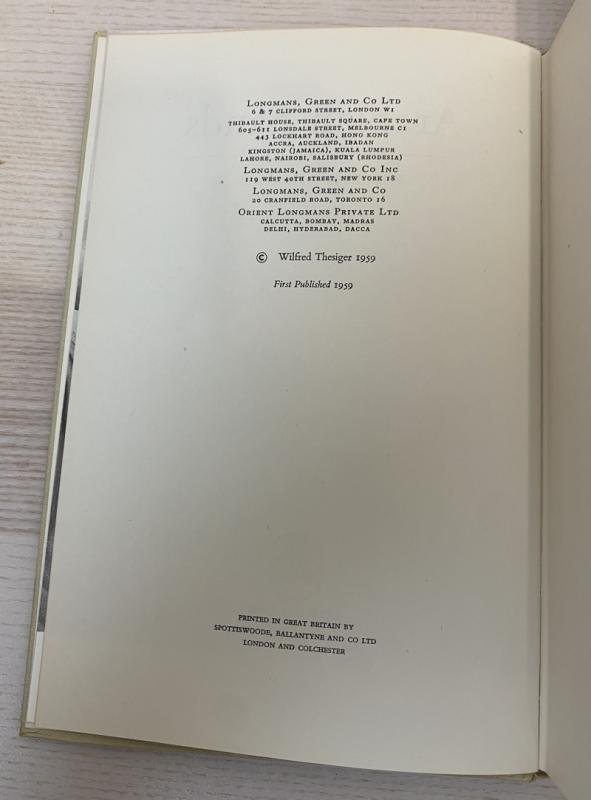 Longmans, Green and Co Ltd
6 & 7 Clifford Street, London W1
Thibault House, Thibault Square, Cape Town
605-611 Lonsdale Street, Melbourne C1
443 Lockhart Road, Hong Kong
Accra, Auckland, Ibadan
Kingston (Jamaica), Kuala Lumpur
Lahore, Nairobi, Salisbury (Rhodesia)
Longmans, Green and Co Inc
119 West 40th Street, New York 18
Longmans, Green and Co
20 Cranfield Road, Toronto 16
Orient Longmans Private Ltd
Calcutta, Bombay, Madras
Delhi, Hyderabad, Dacca
© Wilfred Thesiger 1959
First Published 1959
PRINTED IN GREAT BRITAIN BY
SPOTTISWOODE, BALLANTYNE AND CO LTD
LONDON AND COLCHESTER